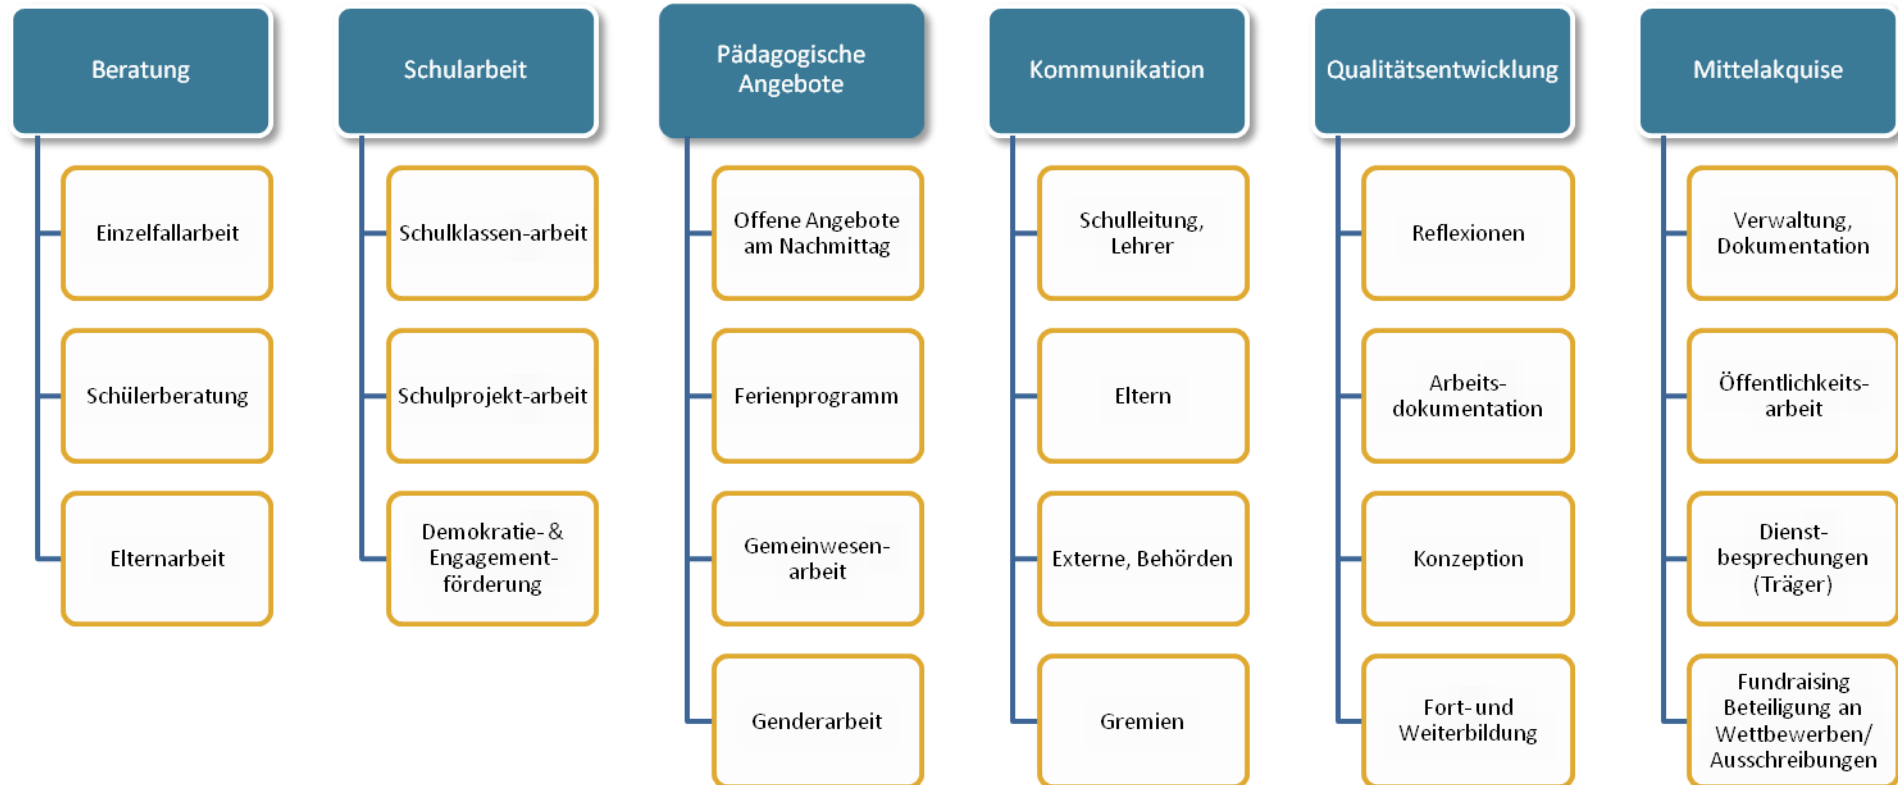 Beratung
Einzelfallarbeit
Schülerberatung
Elternarbeit
Schularbeit
Schulklassen-arbeit
Schulprojekt-arbeit
Demokratie- &
Engagement-
förderung
Pädagogische
Angebote
Offene Angebote
am Nachmittag
Ferienprogramm
Gemeinwesen-
arbeit
Genderarbeit
Kommunikation
Schulleitung,
Lehrer
Eltern
Externe, Behörden
Gremien
Qualitätsentwicklung
Reflexionen
Arbeits-
dokumentation
Konzeption
Fort- und
Weiterbildung
Mittelakquise
Verwaltung,
Dokumentation
Öffentlichkeits-
arbeit
Dienst-
besprechungen
(Träger)
Fundraising
Beteiligung an
Wettbewerben/
Ausschreibungen